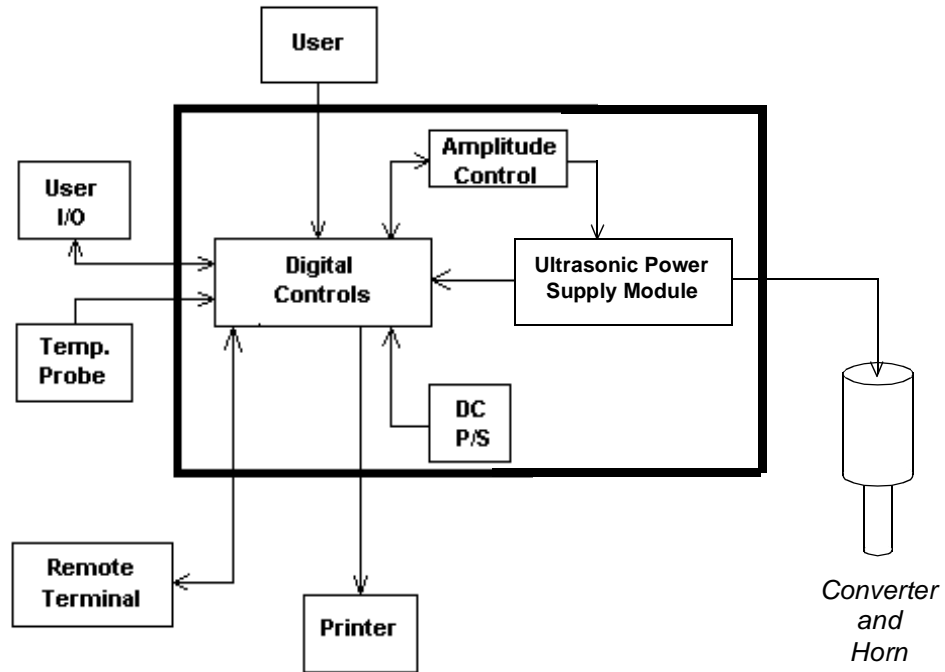 User
Amplitude
Control
User
I/O
Digital
Controls
Ultrasonic Power
Supply Module
Temp.
Probe
DC
P/S
Remote
Terminal
Printer
Converter
and
Horn